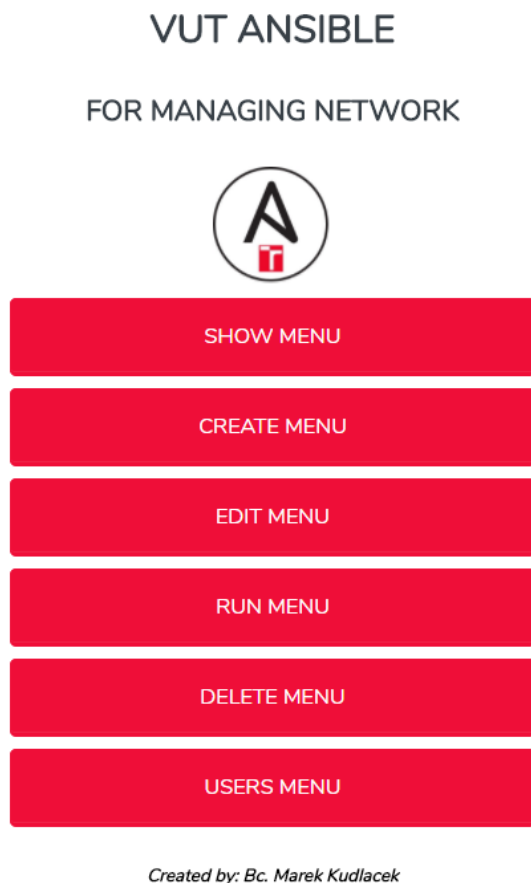 VUT ANSIBLE
FOR MANAGING NETWORK
A
T
SHOW MENU
CREATE MENU
EDIT MENU
RUN MENU
DELETE MENU
USERS MENU
Created by: Bc. Marek Kudlacek